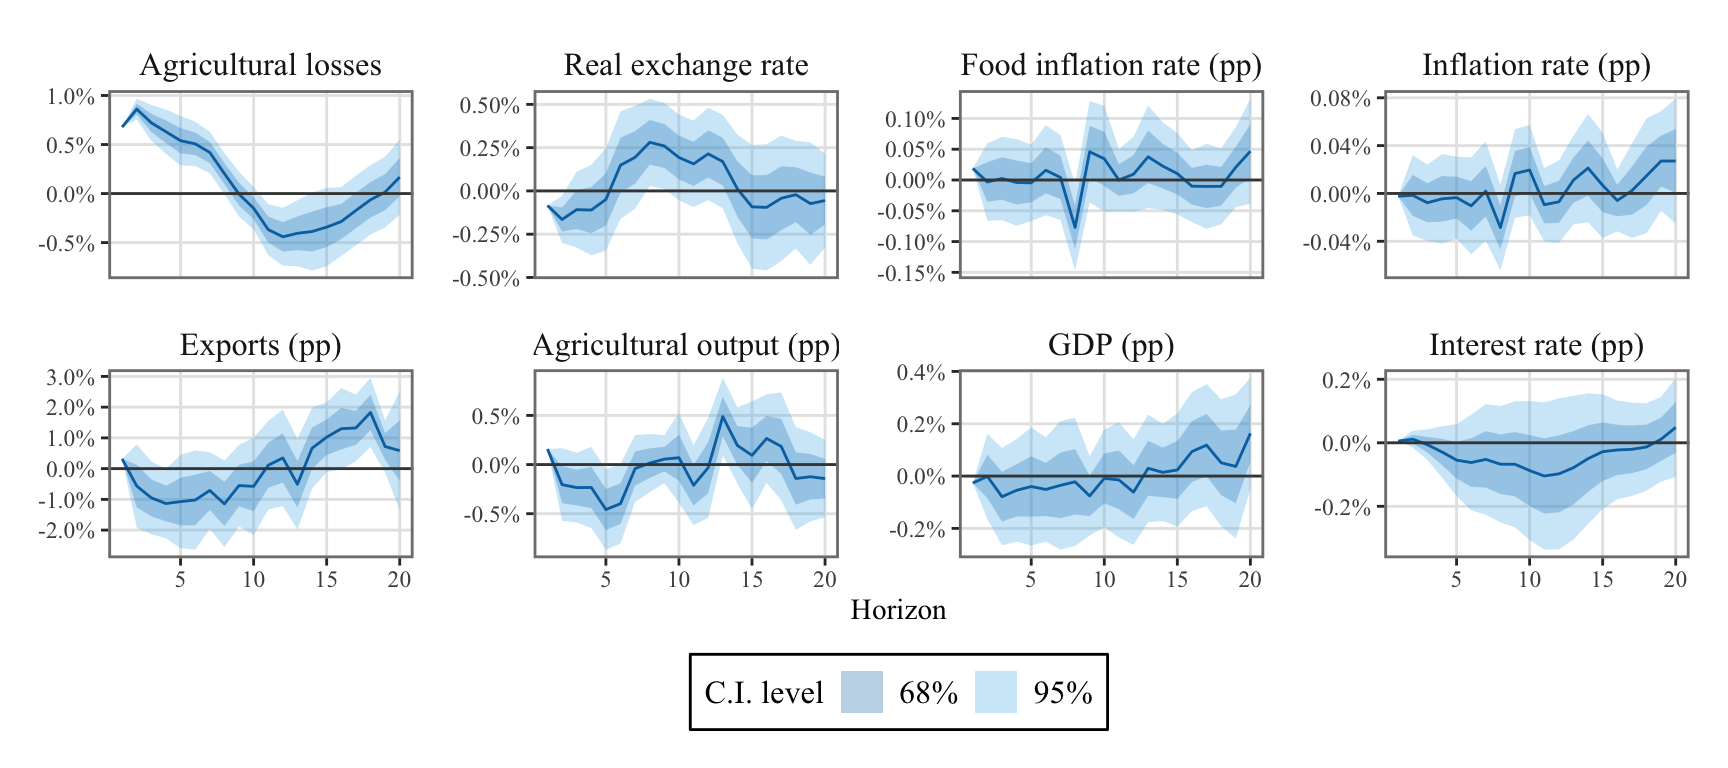 Agricultural losses
Real exchange rate
Food inflation rate (pp)
Inflation rate (pp)
1.0%
0.5%
0.0%
-0.5%
0.50%
0.25%
0.00%
-0.25%
-0.50%
0.10%
0.05%
0.00%
-0.05%
-0.10%
-0.15%
0.08%
0.04%
0.00%
-0.04%
Exports (pp)
Agricultural output (pp)
GDP (pp)
Interest rate (pp)
3.0%
2.0%
1.0%
0.0%
-1.0%
-2.0%
0.5%
0.0%
-0.5%
0.4%
0.2%
0.0%
-0.2%
0.2%
0.0%
-0.2%
5 10 15 20
5 10 15 20
5 10 15 20
5 10 15 20
Horizon
C.I. level 68% 95%